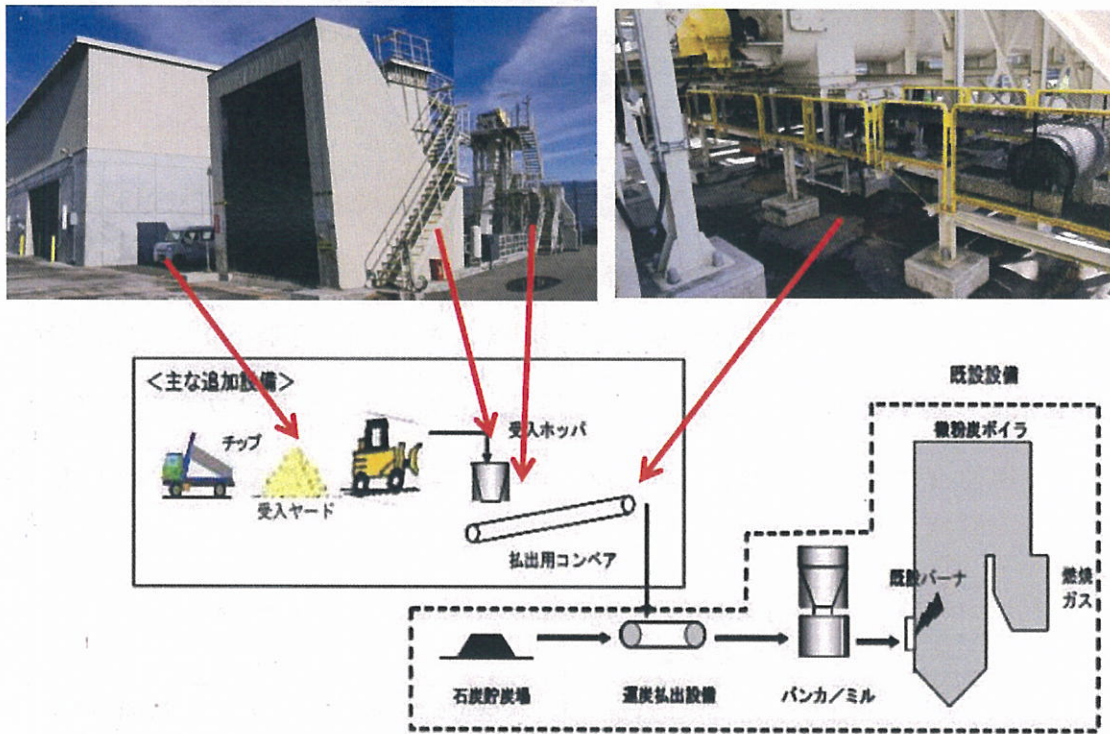 <主な追加設備>
チップ
受入ヤード
受入ホッパ
払出用コンベア
既設設備
微粉炭ボイラ
既設バーナ
燃焼
ガス
石炭貯炭場
運炭払出設備
バンカ/ミル